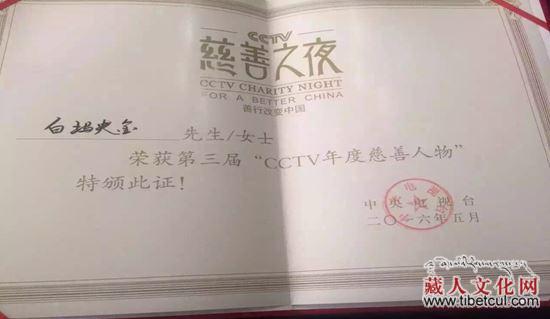 CCTV
慈善之夜
CCTV CHARITY NIGHT
FOR A BETTER CHINA
善行改变中国
白玛央金 先生/女士
荣获第三届“CCTV年度慈善人物”
特颁此证!
中央电视台
二〇一六年五月
藏人文化网
www.tibetcul.com